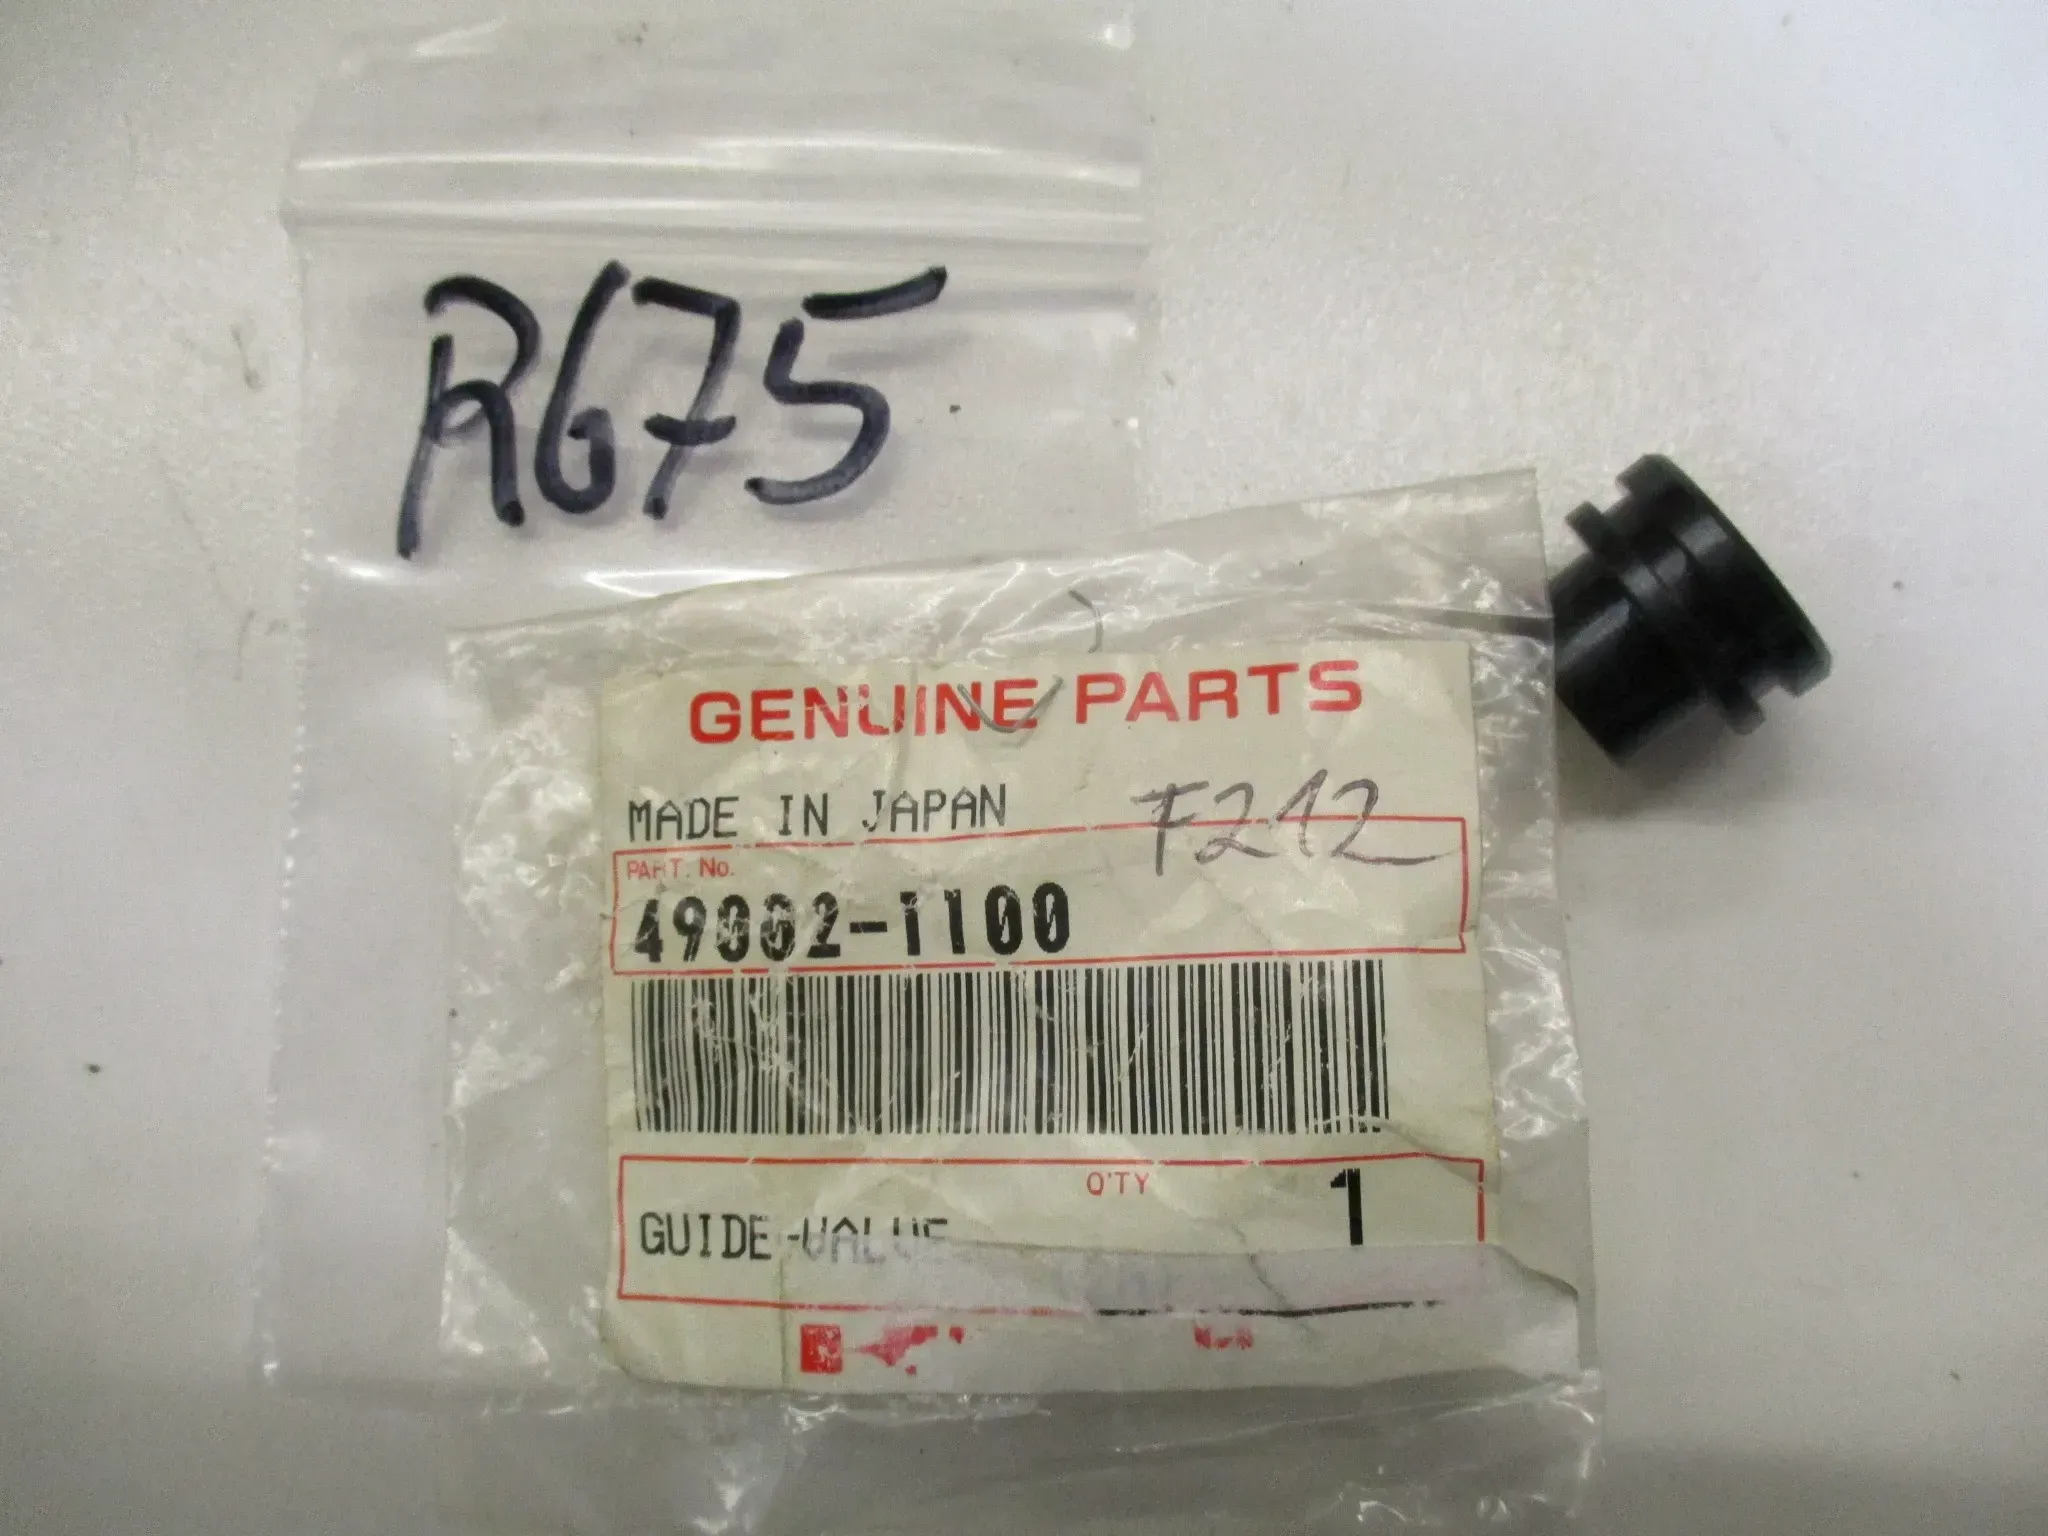 R675
GENUINE PARTS
MADE IN JAPAN
F212
PART. No.
49002-1100
Q'TY
1
GUIDE-VALVE